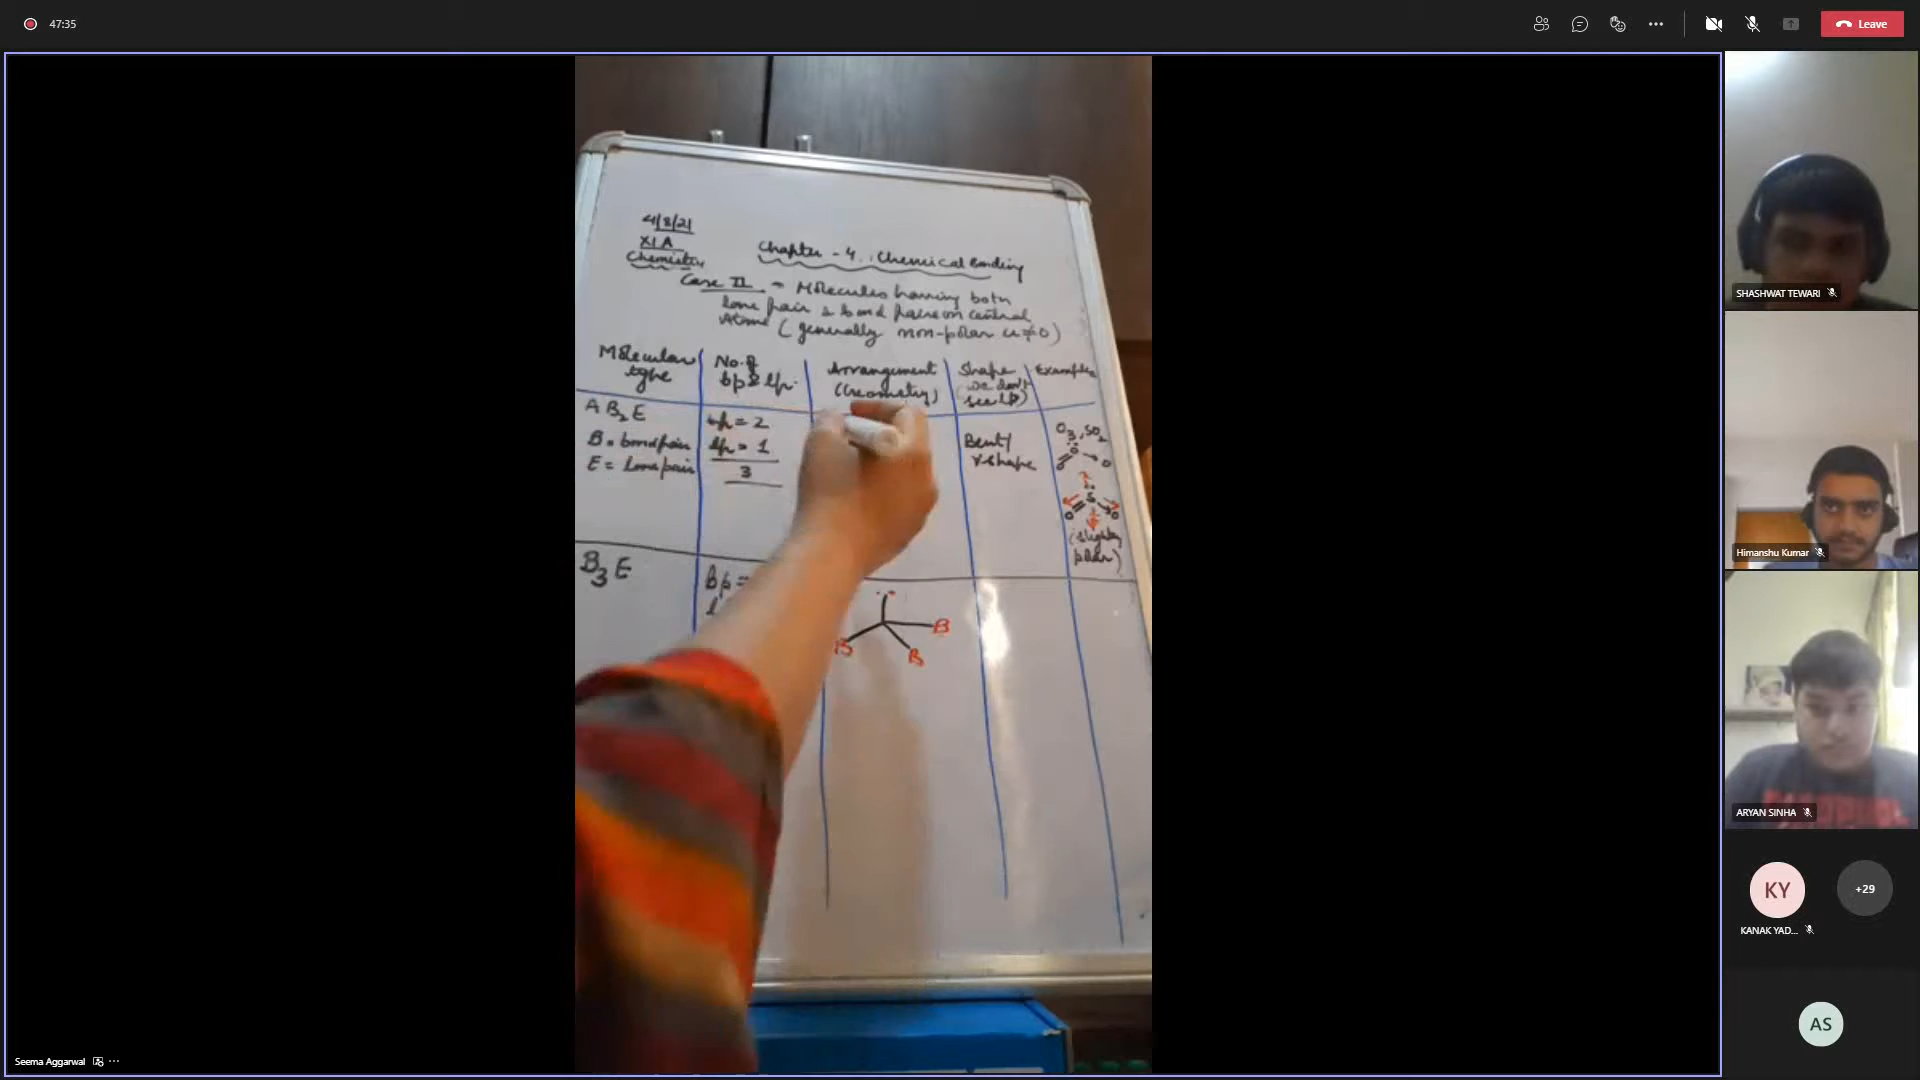 47:35
Leave
4/8/21
XI A
Chemistry
Chapter - 4. Chemical Bonding
Case II - Molecules having both
lone pair & bond pair on central
Atom (generally non-polar u ≠ 0)
Molecular type
No. of bp & lp.
Arrangement (Geometry)
Shape (we don't see lp)
Examples
AB₂E
B = bond pair
E = lone pair
bp = 2
lp = 1
3
Bent/
V shape
O₃, SO₂
O
O
O
S
O
O
(slightly
polar)
B₃E
bp =
B
B
B
SHASHWAT TEWARI
Himanshu Kumar
ARYAN SINHA
KY
+29
KANAK YAD...
AS
Seema Aggarwal